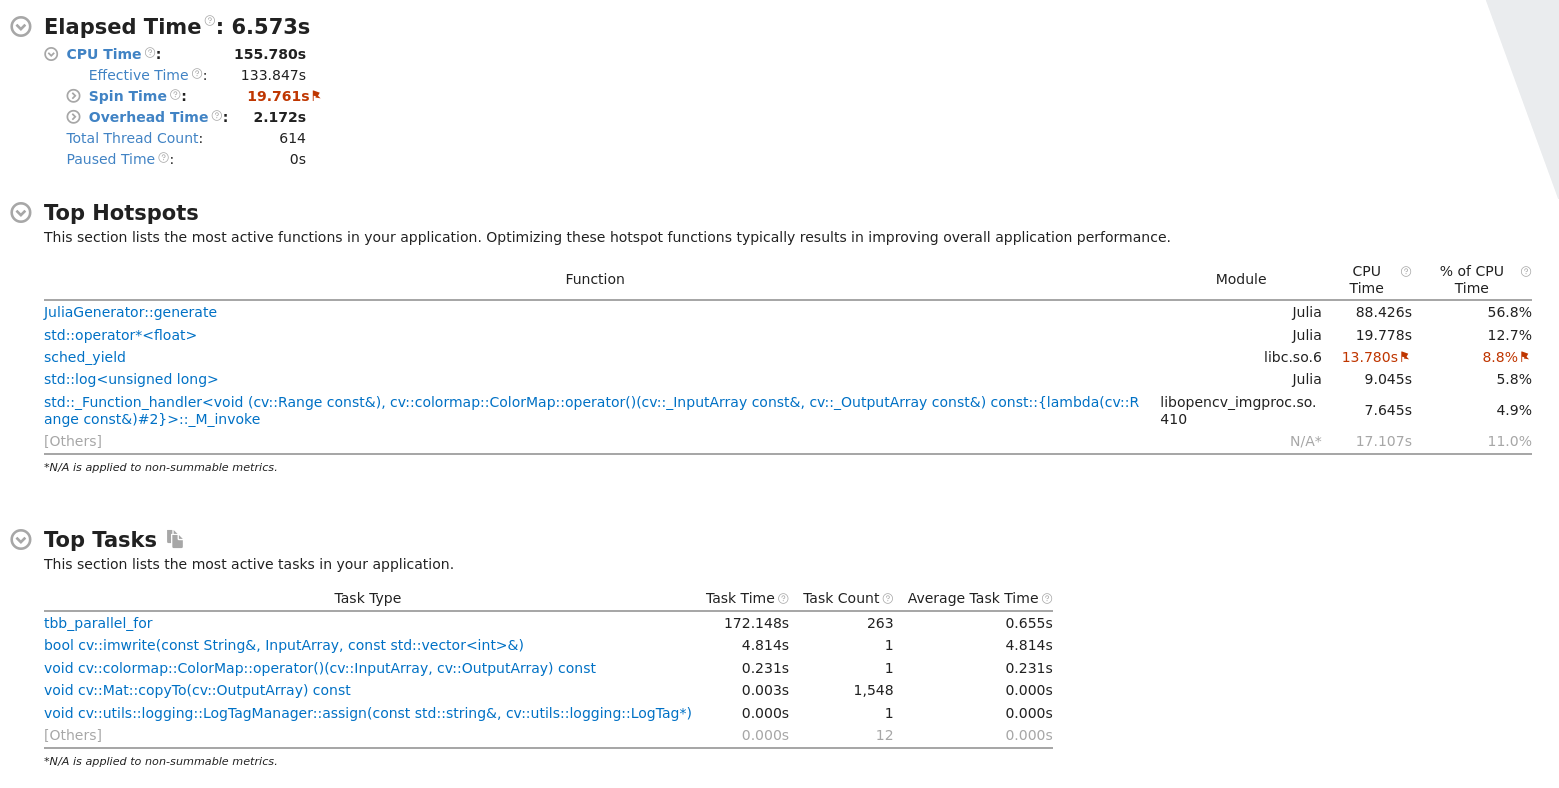 Elapsed Time ?: 6.573s
CPU Time ?: 155.780s
Effective Time ?: 133.847s
Spin Time ?: 19.761s
Overhead Time ?: 2.172s
Total Thread Count: 614
Paused Time ?: 0s
Top Hotspots
This section lists the most active functions in your application. Optimizing these hotspot functions typically results in improving overall application performance.
Function Module CPU Time ? % of CPU Time ?
JuliaGenerator::generate Julia 88.426s 56.8%
std::operator*<float> Julia 19.778s 12.7%
sched_yield libc.so.6 13.780s 8.8%
std::log<unsigned long> Julia 9.045s 5.8%
std::_Function_handler<void (cv::Range const&), cv::colormap::ColorMap::operator()(cv::_InputArray const&, cv::_OutputArray const&) const::{lambda(cv::R
ange const&)#2}>::_M_invoke libopencv_imgproc.so.
410 7.645s 4.9%
[Others] N/A* 17.107s 11.0%
*N/A is applied to non-summable metrics.
Top Tasks
This section lists the most active tasks in your application.
Task Type Task Time ? Task Count ? Average Task Time ?
tbb_parallel_for 172.148s 263 0.655s
bool cv::imwrite(const String&, InputArray, const std::vector<int>&) 4.814s 1 4.814s
void cv::colormap::ColorMap::operator()(cv::InputArray, cv::OutputArray) const 0.231s 1 0.231s
void cv::Mat::copyTo(cv::OutputArray) const 0.003s 1,548 0.000s
void cv::utils::logging::LogTagManager::assign(const std::string&, cv::utils::logging::LogTag*) 0.000s 1 0.000s
[Others] 0.000s 12 0.000s
*N/A is applied to non-summable metrics.